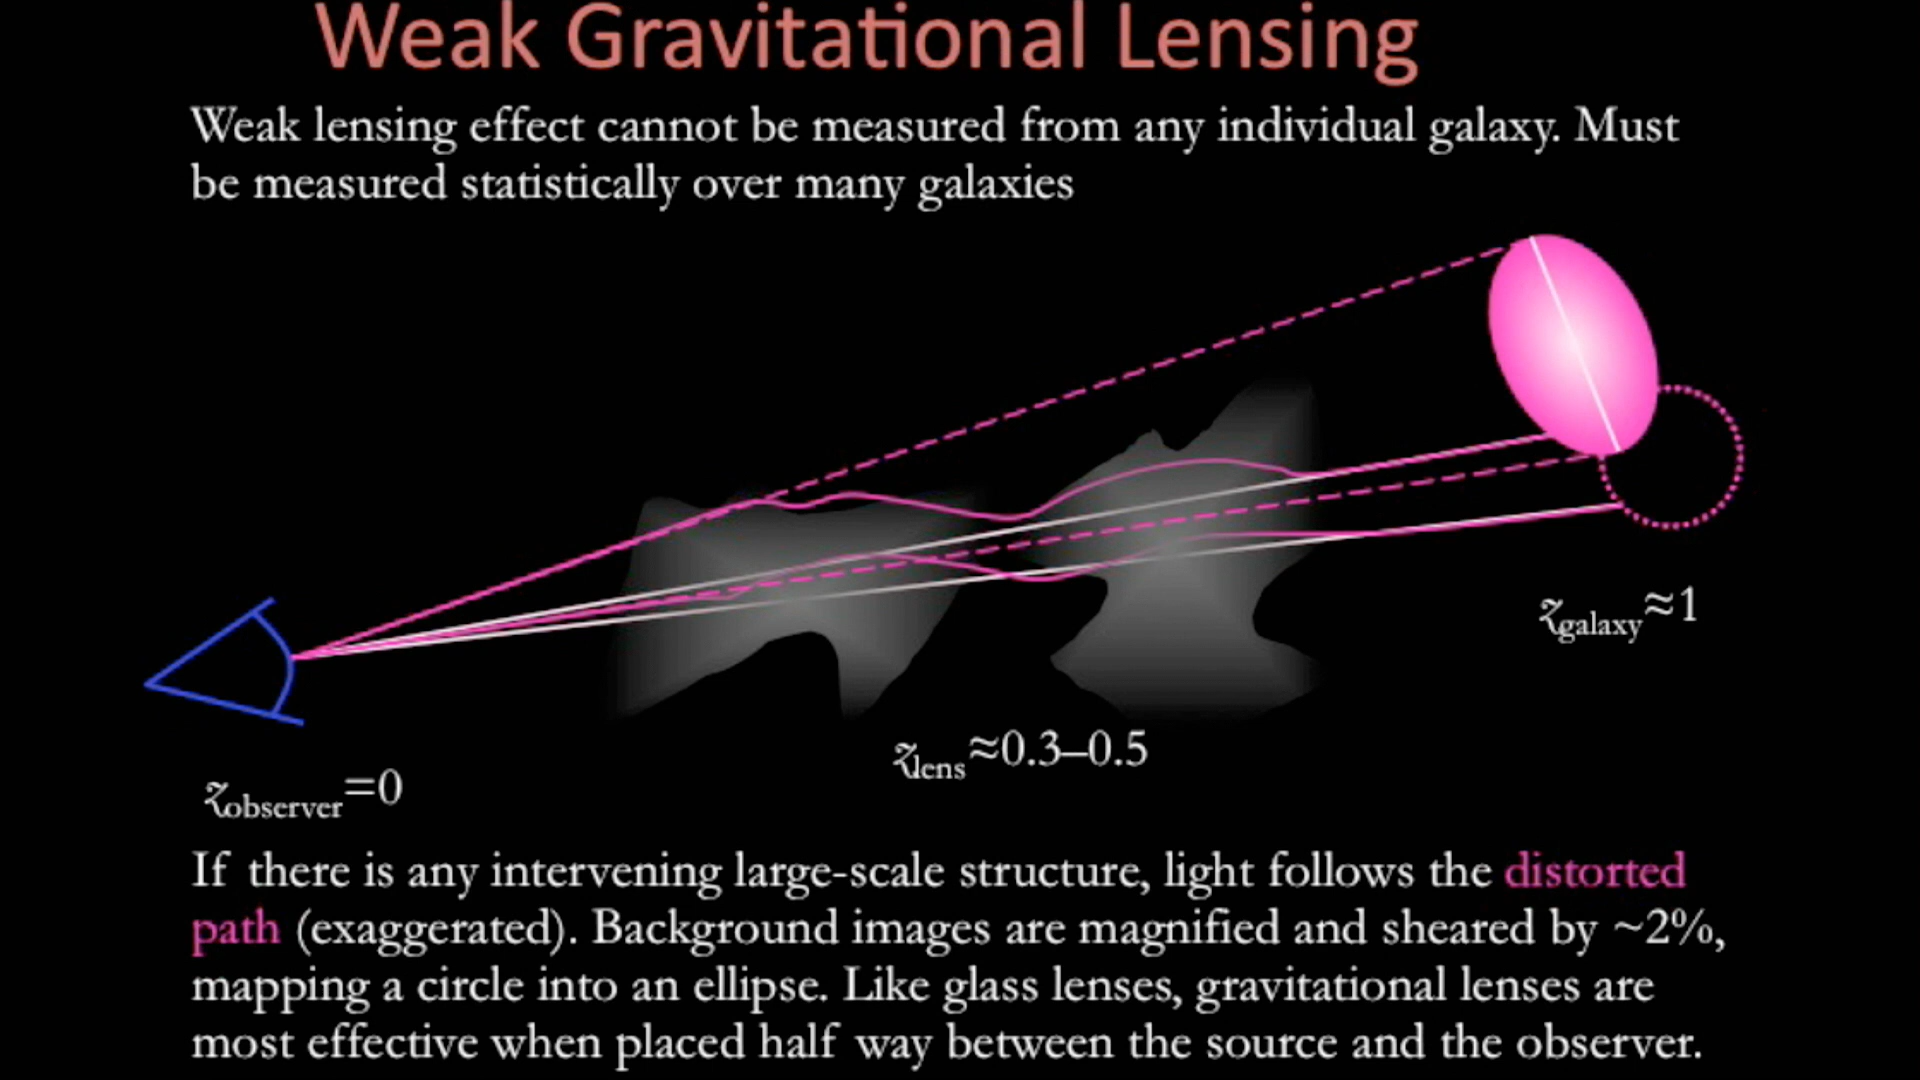 Weak Gravitational Lensing
Weak lensing effect cannot be measured from any individual galaxy. Must
be measured statistically over many galaxies
z_galaxy≈1
z_lens≈0.3–0.5
z_observer=0
If there is any intervening large-scale structure, light follows the distorted
path (exaggerated). Background images are magnified and sheared by ~2%,
mapping a circle into an ellipse. Like glass lenses, gravitational lenses are
most effective when placed half way between the source and the observer.